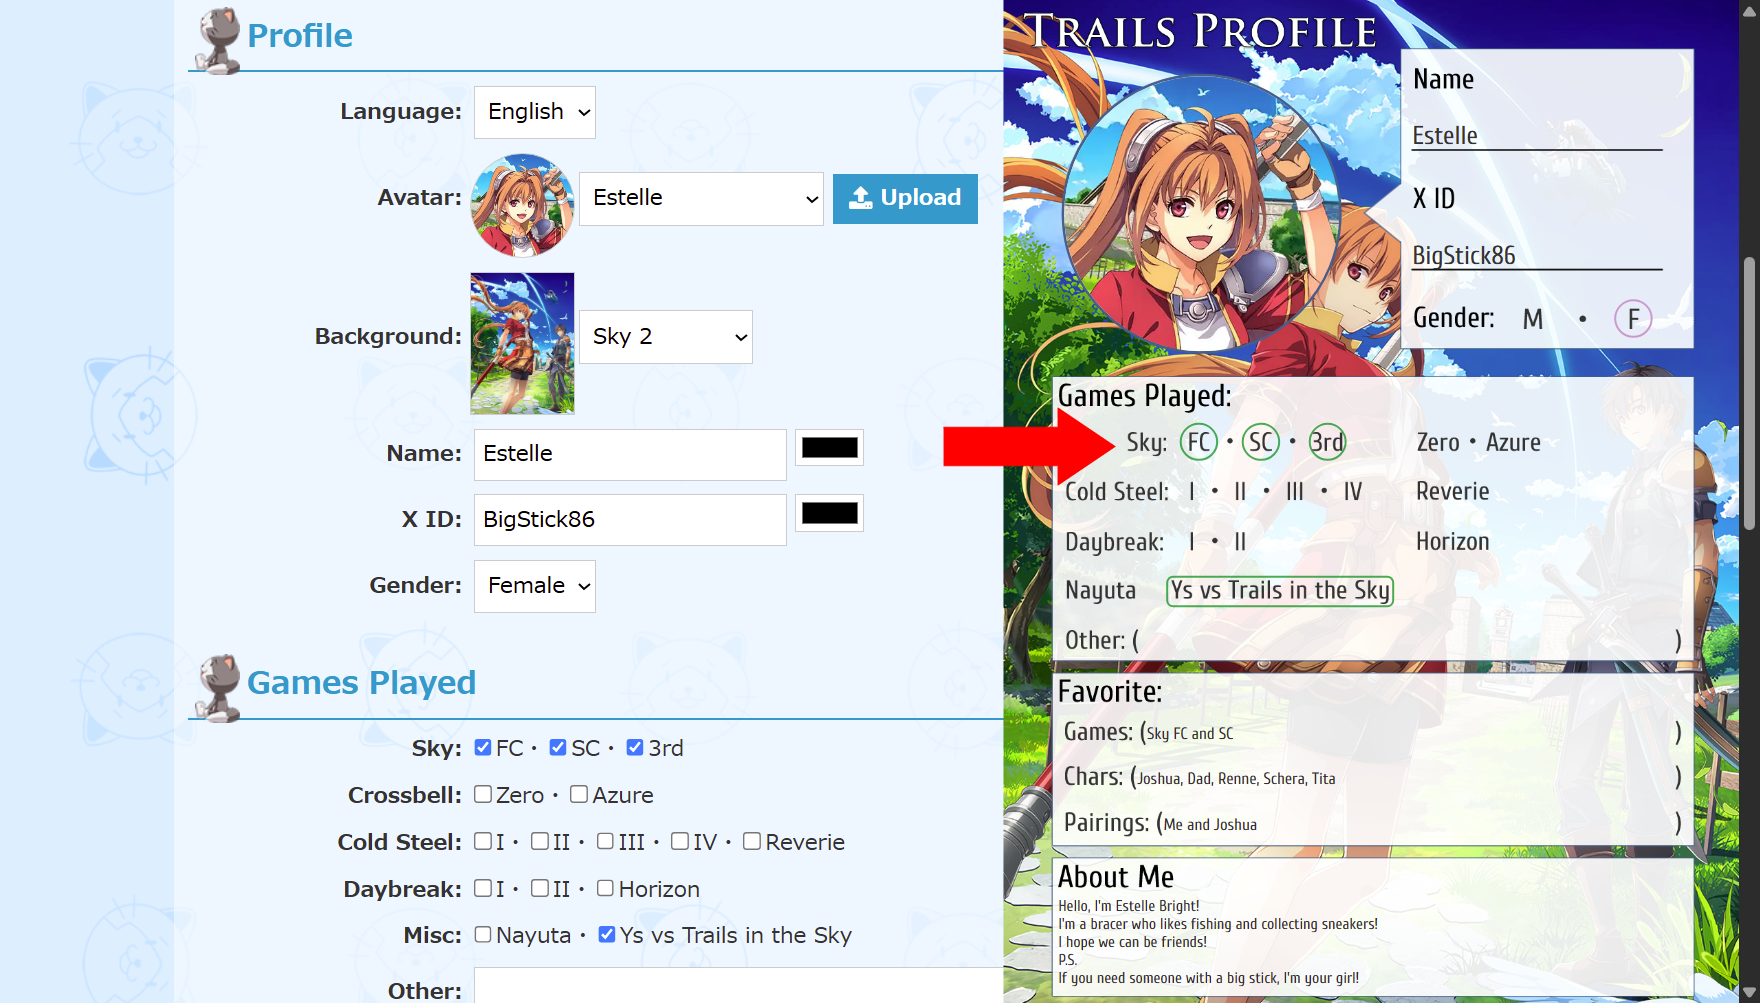 Profile
Language: English
Avatar: Estelle Upload
Background: Sky 2
Name: Estelle
X ID: BigStick86
Gender: Female
Games Played
Sky: FC・ SC・ 3rd
Crossbell: Zero・ Azure
Cold Steel: I・ II・ III・ IV・ Reverie
Daybreak: I・ II・ Horizon
Misc: Nayuta・ Ys vs Trails in the Sky
Other:
TRAILS PROFILE
Name
Estelle
X ID
BigStick86
Gender: M ・ F
Games Played:
Sky: FC・SC・3rd Zero・Azure
Cold Steel: I・II・III・IV Reverie
Daybreak: I・II Horizon
Nayuta Ys vs Trails in the Sky
Other: ( )
Favorite:
Games: (Sky FC and SC )
Chars: (Joshua, Dad, Renne, Schera, Tita )
Pairings: (Me and Joshua )
About Me
Hello, I'm Estelle Bright!
I'm a bracer who likes fishing and collecting sneakers!
I hope we can be friends!
P.S.
If you need someone with a big stick, I'm your girl!